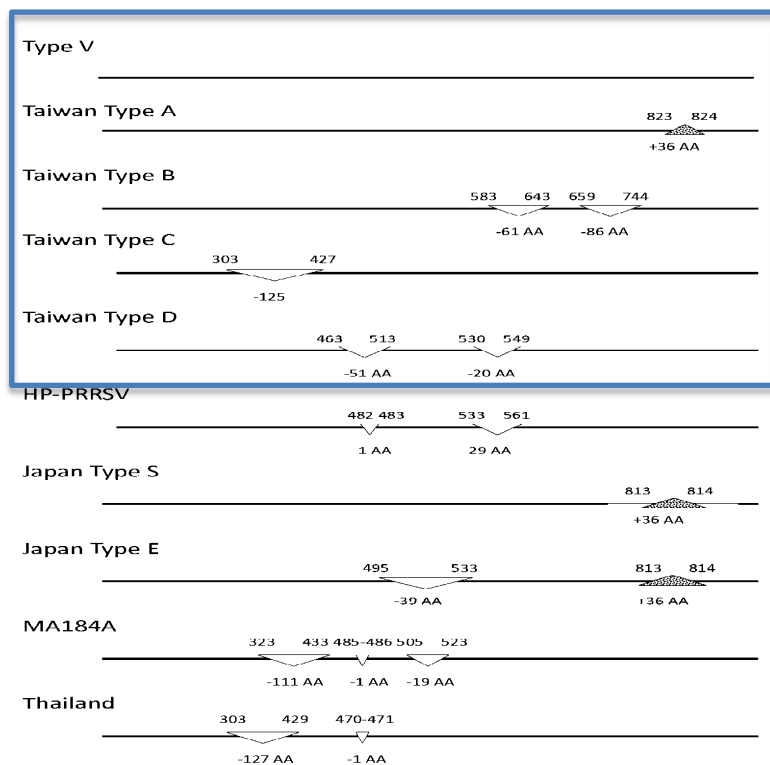 Type V
Taiwan Type A
823 824
+36 AA
Taiwan Type B
583 643 659 744
-61 AA -86 AA
Taiwan Type C
303 427
-125
Taiwan Type D
463 513 530 549
-51 AA -20 AA
HP-PRRSV
482 483 533 561
1 AA 29 AA
Japan Type S
813 814
+36 AA
Japan Type E
495 533 813 814
-39 AA +36 AA
MA184A
323 433 485-486 505 523
-111 AA -1 AA -19 AA
Thailand
303 429 470-471
-127 AA -1 AA